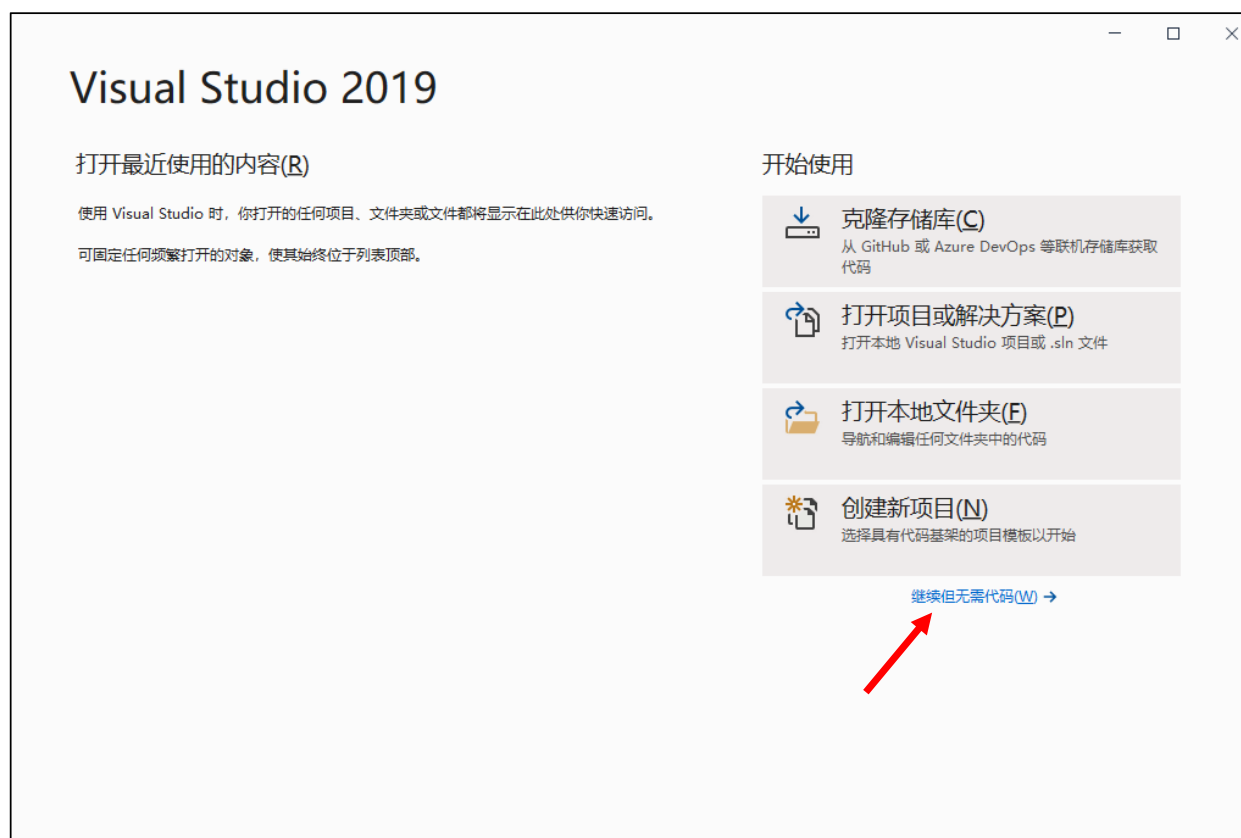 Visual Studio 2019
打开最近使用的内容(R)
使用 Visual Studio 时，你打开的任何项目、文件夹或文件都将显示在此处供你快速访问。
可固定任何频繁打开的对象，使其始终位于列表顶部。
开始使用
克隆存储库(C)
从 GitHub 或 Azure DevOps 等联机存储库获取
代码
打开项目或解决方案(P)
打开本地 Visual Studio 项目或 .sln 文件
打开本地文件夹(F)
导航和编辑任何文件夹中的代码
创建新项目(N)
选择具有代码基架的项目模板以开始
继续但无需代码(W) →